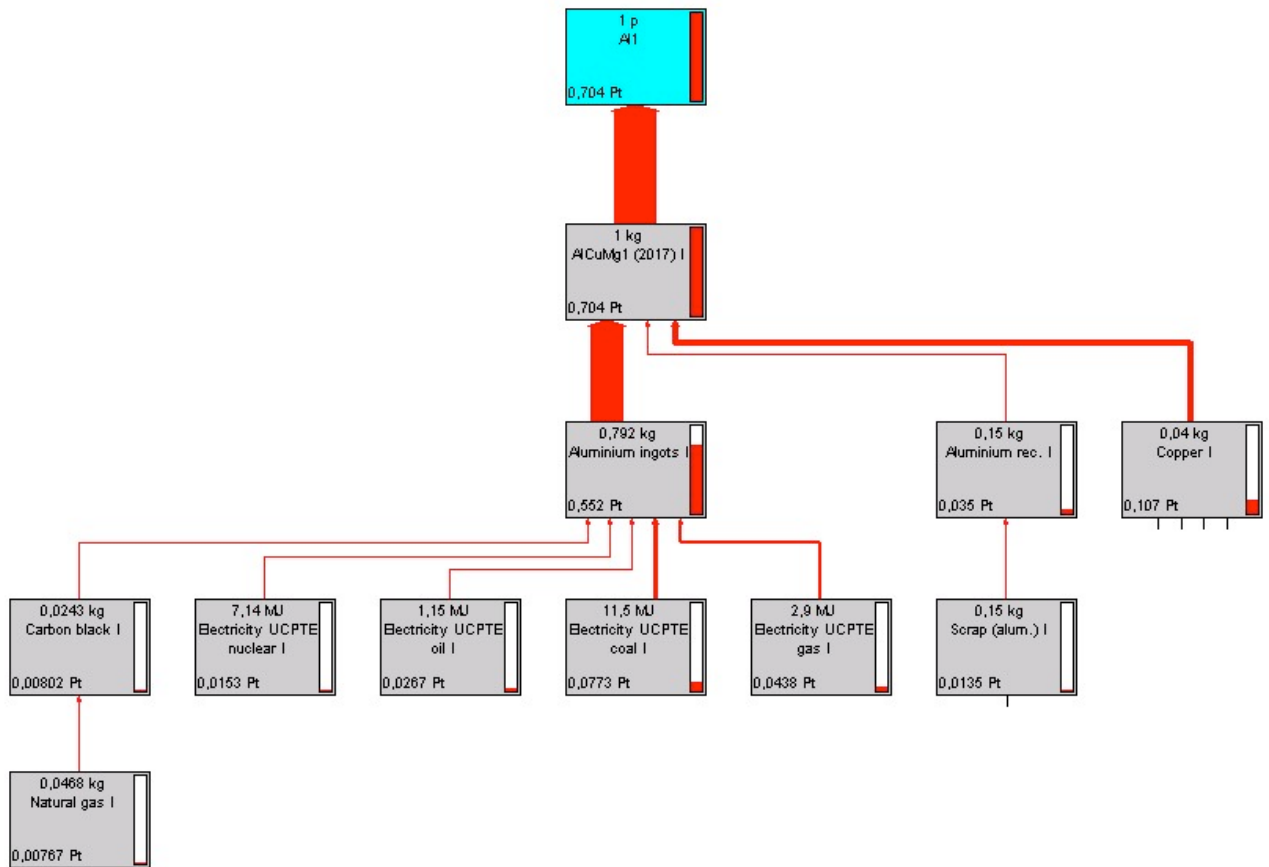 1 p
Al1
0,704 Pt
1 kg
AlCuMg1 (2017) I
0,704 Pt
0,792 kg
Aluminium ingots I
0,552 Pt
0,15 kg
Aluminium rec. I
0,035 Pt
0,04 kg
Copper I
0,107 Pt
0,0243 kg
Carbon black I
0,00802 Pt
7,14 MJ
Electricity UCPTE
nuclear I
0,0153 Pt
1,15 MJ
Electricity UCPTE
oil I
0,0267 Pt
11,5 MJ
Electricity UCPTE
coal I
0,0773 Pt
2,9 MJ
Electricity UCPTE
gas I
0,0438 Pt
0,15 kg
Scrap (alum.) I
0,0135 Pt
0,0468 kg
Natural gas I
0,00767 Pt